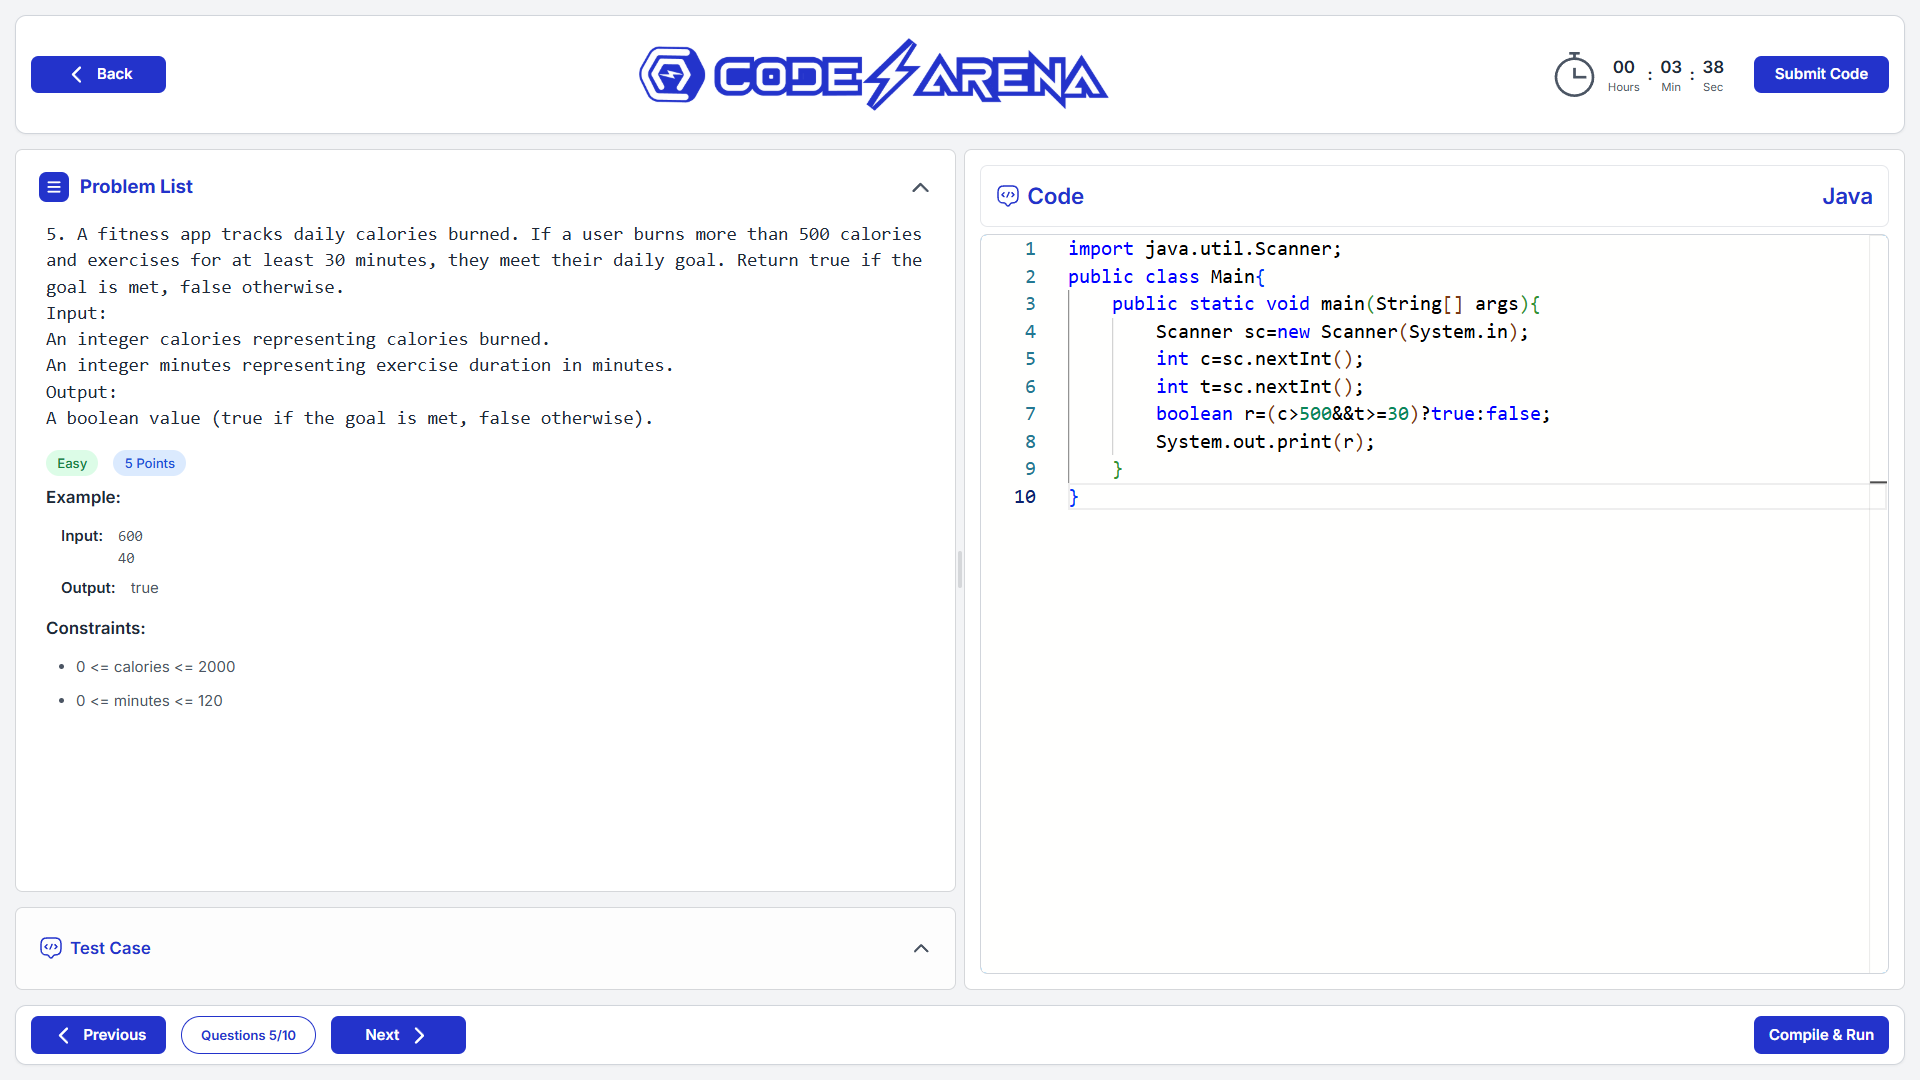 Back
CODE ARENA
00 : 03 : 38
Hours Min Sec
Submit Code
Problem List
5. A fitness app tracks daily calories burned. If a user burns more than 500 calories
and exercises for at least 30 minutes, they meet their daily goal. Return true if the
goal is met, false otherwise.
Input:
An integer calories representing calories burned.
An integer minutes representing exercise duration in minutes.
Output:
A boolean value (true if the goal is met, false otherwise).
Easy 5 Points
Example:
Input: 600
40
Output: true
Constraints:
• 0 <= calories <= 2000
• 0 <= minutes <= 120
Test Case
Code Java
1 import java.util.Scanner;
2 public class Main{
3     public static void main(String[] args){
4         Scanner sc=new Scanner(System.in);
5         int c=sc.nextInt();
6         int t=sc.nextInt();
7         boolean r=(c>500&&t>=30)?true:false;
8         System.out.print(r);
9     }
10 }
Previous
Questions 5/10
Next
Compile & Run